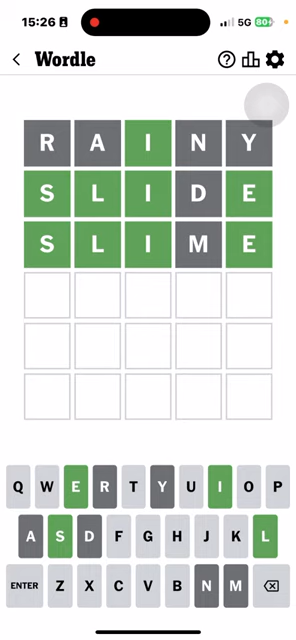 15:26 5G 80+
Wordle
R A I N Y
S L I D E
S L I M E
Q W E R T Y U I O P
A S D F G H J K L
ENTER Z X C V B N M